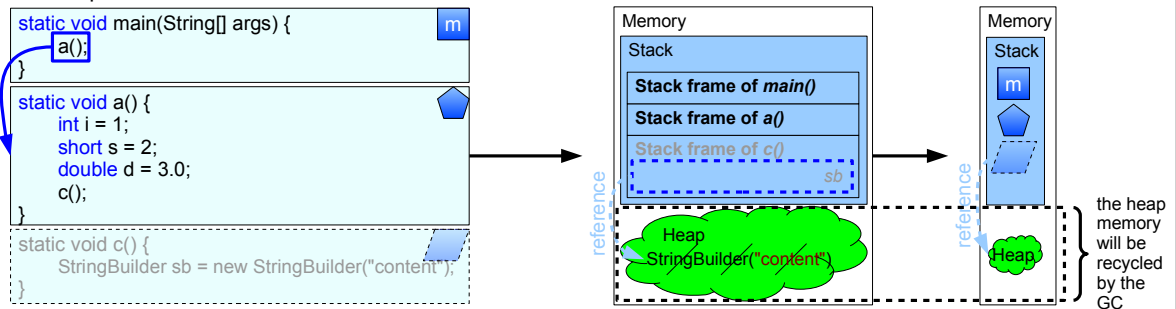 static void main(String[] args) {
m
a();
}
static void a() {
int i = 1;
short s = 2;
double d = 3.0;
c();
}
static void c() {
StringBuilder sb = new StringBuilder("content");
}
Memory
Stack
Stack frame of main()
Stack frame of a()
Stack frame of c()
sb
reference
Heap
StringBuilder("content")
Memory
Stack
m
reference
Heap
the heap
memory
will be
recycled
by the
GC